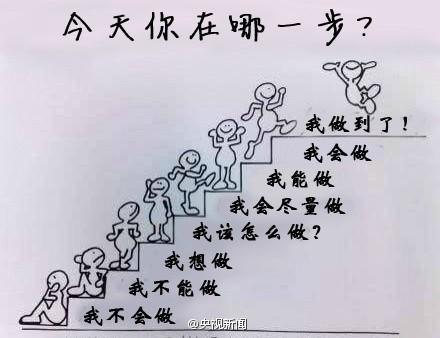 今天你在哪一步?
我做到了!
我会做
我能做
我会尽量做
我该怎么做?
我想做
我不能做
我不会做
@央视新闻